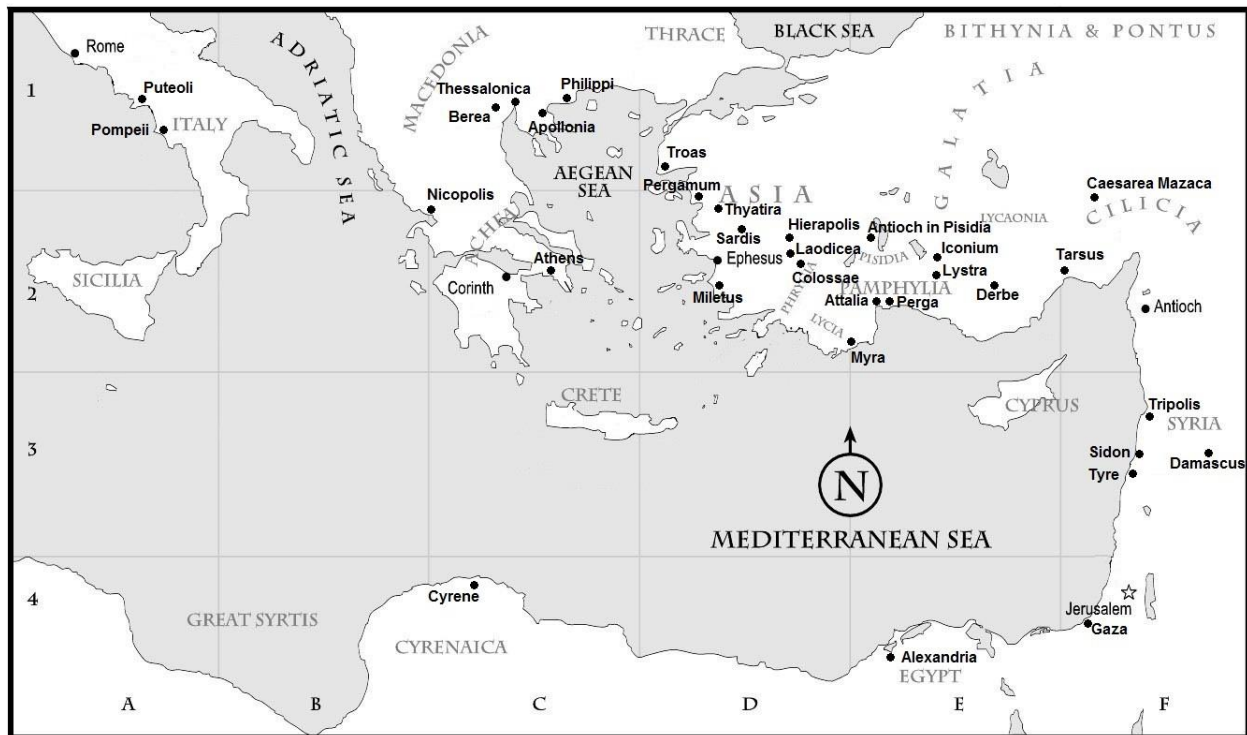 BLACK SEA
THRACE
BITHYNIA & PONTUS
Rome
ADRIATIC SEA
MACEDONIA
GALATIA
1
Puteoli
Thessalonica
Philippi
Berea
Apollonia
Pompeii
ITALY
AEGEAN
SEA
Troas
Pergamum
ASIA
Caesarea Mazaca
CILICIA
Nicopolis
ACHEA
Thyatira
LYCAONIA
Sardis
Hierapolis
Antioch in Pisidia
Ephesus
Laodicea
PISIDIA
Iconium
Athens
Colossae
Lystra
Tarsus
SICILIA
Corinth
2
Miletus
PHRYGIA
PAMPHYLIA
Attalia
Perga
Derbe
Antioch
LYCIA
Myra
CRETE
CYPRUS
Tripolis
SYRIA
3
Sidon
Damascus
Tyre
N
MEDITERRANEAN SEA
4
Cyrene
Jerusalem
GREAT SYRTIS
Gaza
CYRENAICA
Alexandria
EGYPT
A
B
C
D
E
F